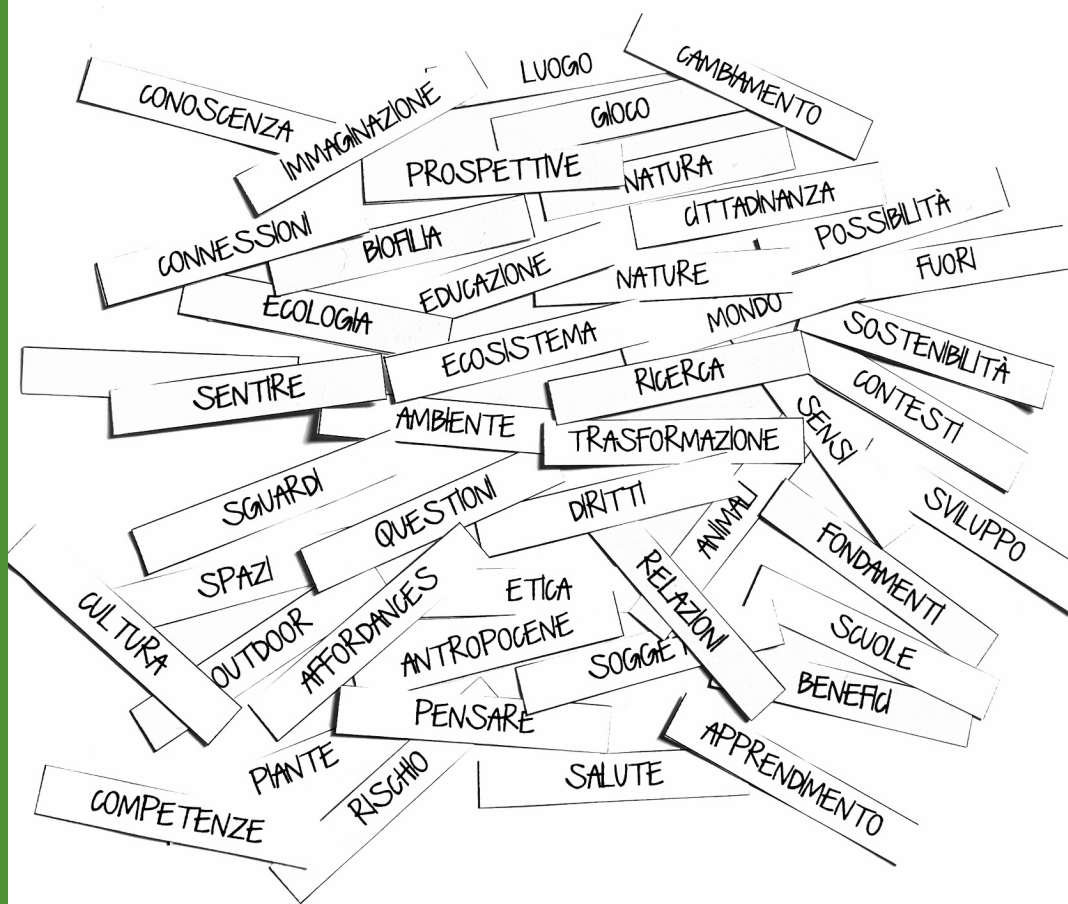 LUOGO
CAMBIAMENTO
CONOSCENZA
IMMAGINAZIONE
GIOCO
PROSPETTIVE
NATURA
CITTADINANZA
POSSIBILITÀ
CONNESSIONI
BIOFILIA
EDUCAZIONE
NATURE
FUORI
ECOLOGIA
MONDO
ECOSISTEMA
SOSTENIBILITÀ
SENTIRE
RICERCA
CONTESTI
AMBIENTE
TRASFORMAZIONE
SENSI
SGUARDI
QUESTIONI
DIRITTI
ANIMALI
SVILUPPO
FONDAMENTI
SPAZI
ETICA
RELAZIONI
CULTURA
OUTDOOR
AFFORDANCES
ANTROPOCENE
SOGGET
SCUOLE
BENEFICI
PENSARE
PIANTE
RISCHIO
SALUTE
APPRENDIMENTO
COMPETENZE